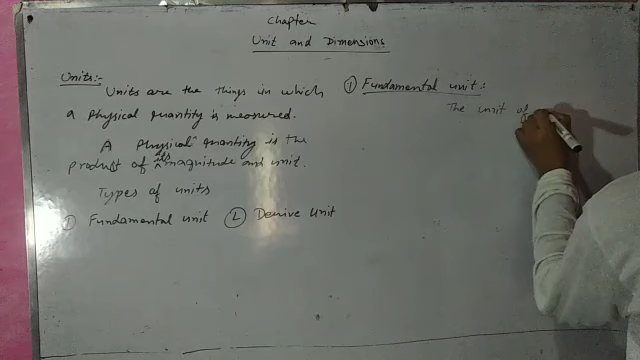 Chapter
Unit and Dimensions
Units:-
Units are the things in which
a physical quantity is measured.
A physical quantity is the
product of its magnitude and unit.
Types of units
① Fundamental unit ② Derive Unit
① Fundamental unit:
The unit of